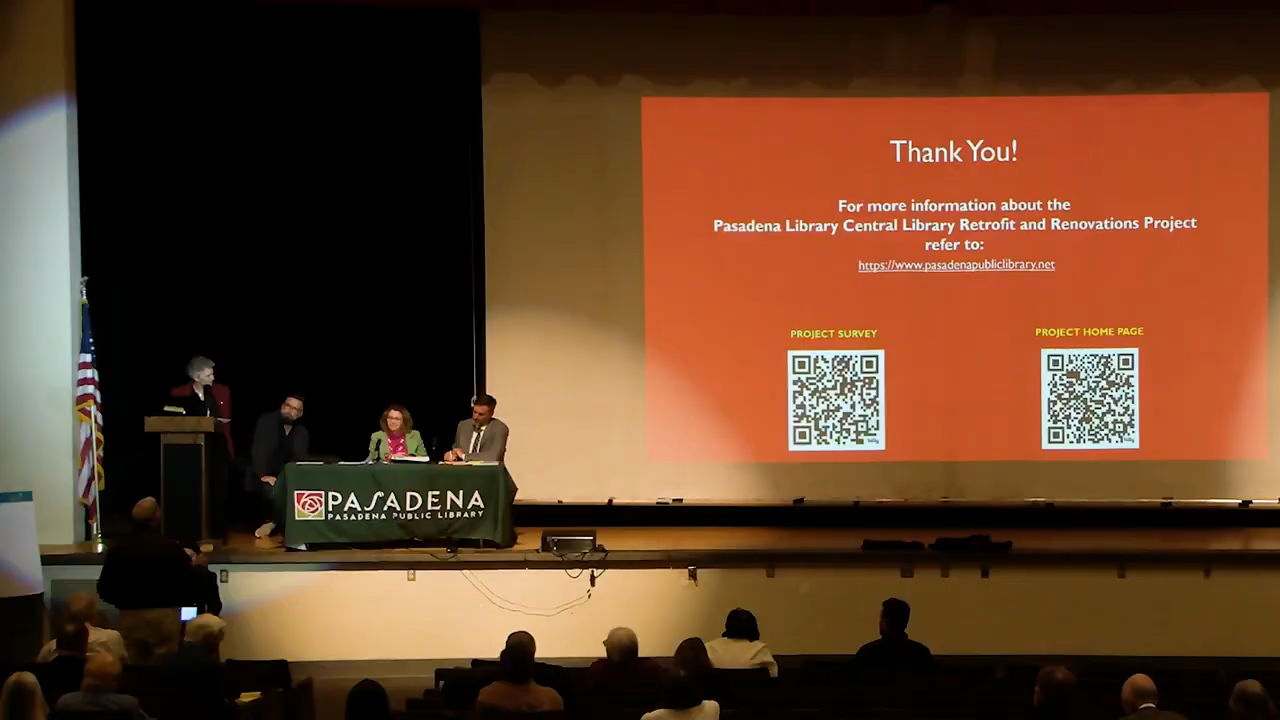 Thank You!
For more information about the
Pasadena Library Central Library Retrofit and Renovations Project
refer to:
https://www.pasadenapubliclibrary.net
PROJECT SURVEY
PROJECT HOME PAGE
PASADENA
PASADENA PUBLIC LIBRARY